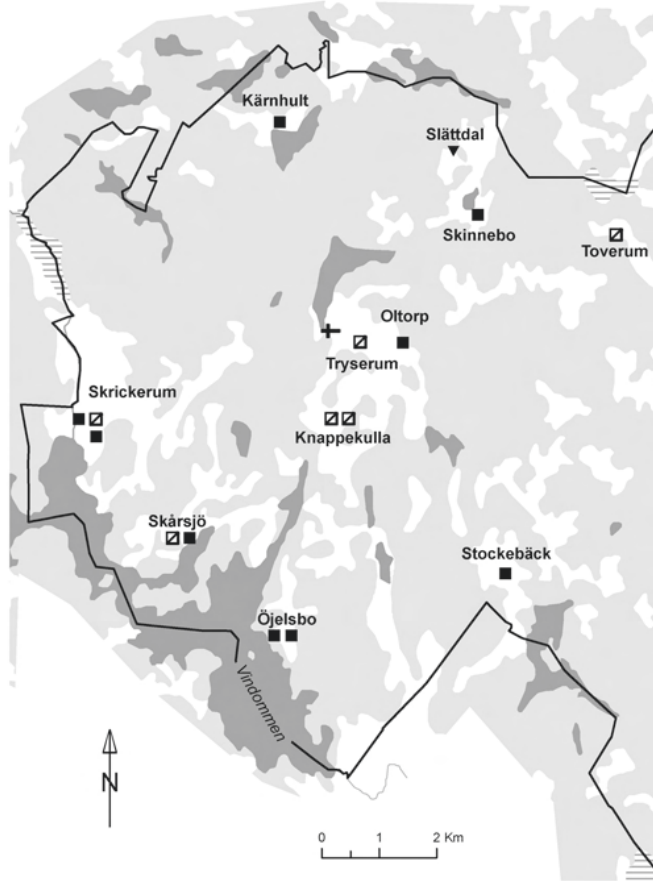 Kärnhult
Slättdal
Skinnebo
Toverum
Oltorp
Tryserum
Skrickerum
Knappekulla
Skårsjö
Stockebäck
Öjelsbo
Vindommen
N
0 1 2 Km